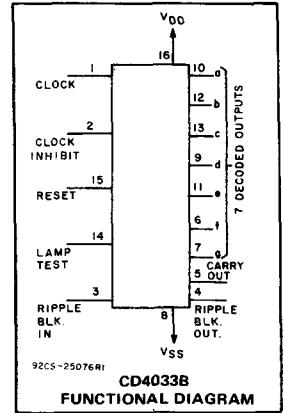 VDD
16
1
CLOCK
10 a
12 b
2
CLOCK
INHIBIT
13 c
9 d
15
RESET
11 e
6 f
14
LAMP
TEST
7 g
7 DECODED OUTPUTS
CARRY
OUT
5
3
RIPPLE
BLK.
IN
4
RIPPLE
BLK.
OUT.
8
VSS
92CS-25076R1
CD4033B
FUNCTIONAL DIAGRAM